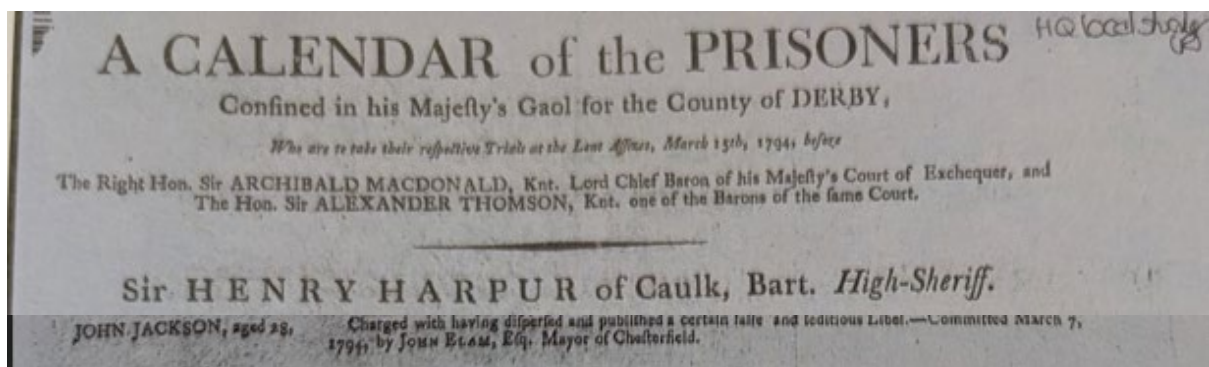 HQ local study
A CALENDAR of the PRISONERS
Confined in his Majeſty's Gaol for the County of DERBY,
Who are to take their reſpective Trials at the Lent Aſſizes, March 15th, 1794, before
The Right Hon. Sir ARCHIBALD MACDONALD, Knt. Lord Chief Baron of his Majeſty's Court of Exchequer, and
The Hon. Sir ALEXANDER THOMSON, Knt. one of the Barons of the ſame Court.
Sir HENRY HARPUR of Caulk, Bart. High-Sheriff.
JOHN JACKSON, aged 28, Charged with having diſperſed and publiſhed a certain falſe and ſeditious Libel.—Committed March 7,
1794, by JOHN ELAM, Eſq. Mayor of Cheſterfield.